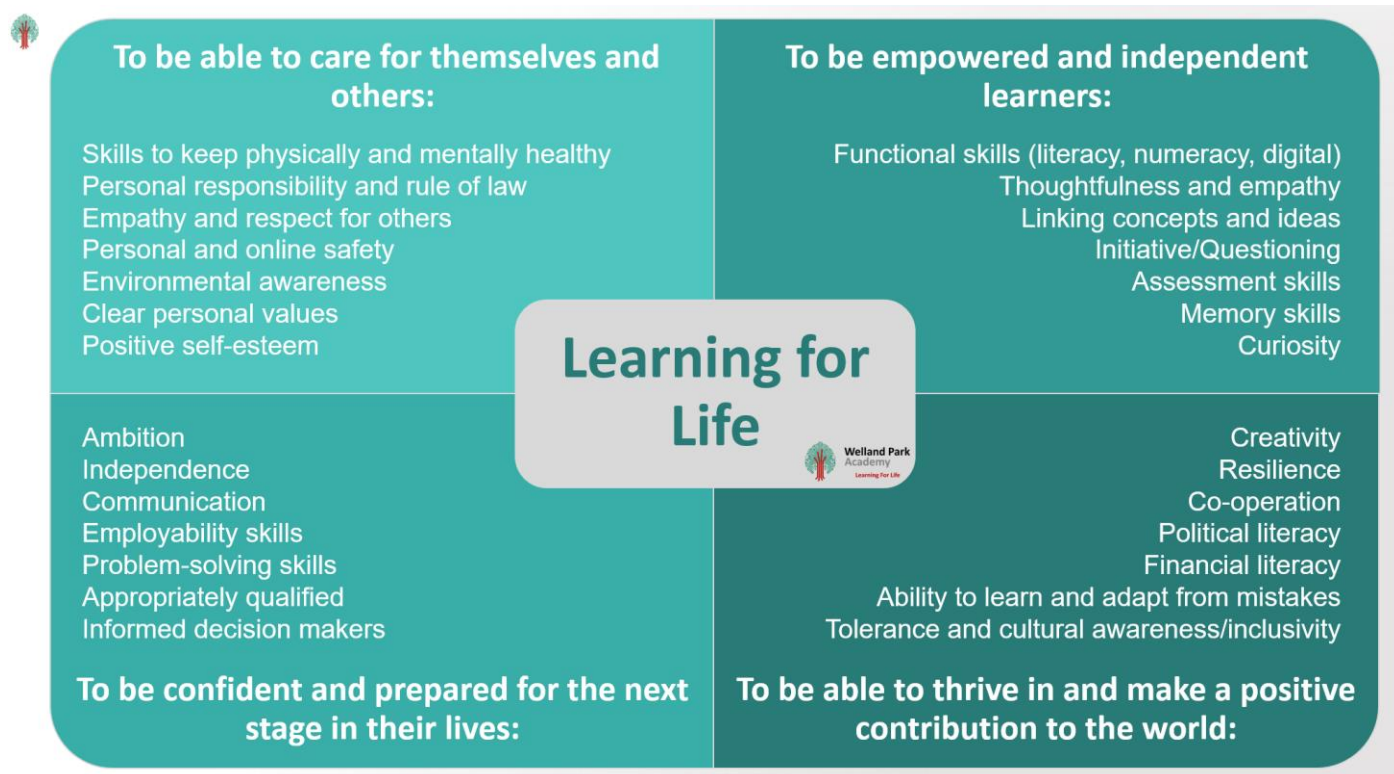 To be able to care for themselves and
others:
Skills to keep physically and mentally healthy
Personal responsibility and rule of law
Empathy and respect for others
Personal and online safety
Environmental awareness
Clear personal values
Positive self-esteem
To be empowered and independent
learners:
Functional skills (literacy, numeracy, digital)
Thoughtfulness and empathy
Linking concepts and ideas
Initiative/Questioning
Assessment skills
Memory skills
Curiosity
Learning for
Life
Welland Park
Academy
Learning For Life
Ambition
Independence
Communication
Employability skills
Problem-solving skills
Appropriately qualified
Informed decision makers
To be confident and prepared for the next
stage in their lives:
Creativity
Resilience
Co-operation
Political literacy
Financial literacy
Ability to learn and adapt from mistakes
Tolerance and cultural awareness/inclusivity
To be able to thrive in and make a positive
contribution to the world: